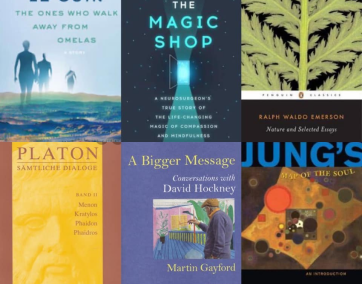 THE ONES WHO WALK
AWAY FROM
OMELAS
A STORY
THE
MAGIC
SHOP
A NEUROSURGEON'S
TRUE STORY OF
THE LIFE-CHANGING
MAGIC OF COMPASSION
AND MINDFULNESS
PENGUIN CLASSICS
RALPH WALDO EMERSON
Nature and Selected Essays
PLATON
SÄMTLICHE DIALOGE
BAND II
Menon
Kratylos
Phaidon
Phaidros
A Bigger Message
Conversations with
David Hockney
Martin Gayford
JUNG'S
MAP OF THE SOUL
AN INTRODUCTION